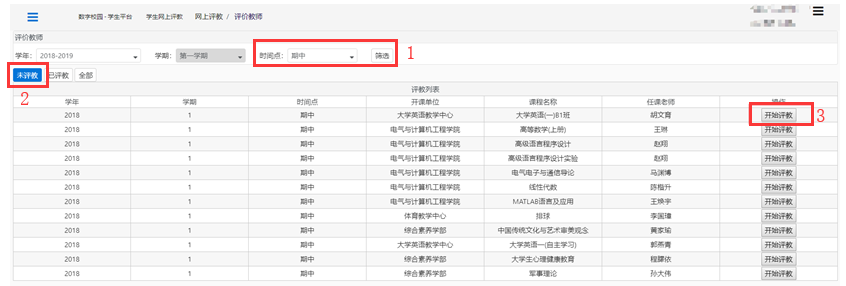 数字校园 - 学生平台 学生网上评教 网上评教 / 评价教师
评价教师
学年: 2018-2019 学期: 第一学期 时间点: 期中 筛选 1
未评教 已评教 全部
2
评教列表
学年 学期 时间点 开课单位 课程名称 任课老师 操作
2018 1 期中 大学英语教学中心 大学英语(一)B1班 胡文育 开始评教 3
2018 1 期中 电气与计算机工程学院 高等数学(上册) 王琳 开始评教
2018 1 期中 电气与计算机工程学院 高级语言程序设计 赵翔 开始评教
2018 1 期中 电气与计算机工程学院 高级语言程序设计实验 赵翔 开始评教
2018 1 期中 电气与计算机工程学院 电气电子与通信导论 马渊博 开始评教
2018 1 期中 电气与计算机工程学院 线性代数 陈楷升 开始评教
2018 1 期中 电气与计算机工程学院 MATLAB语言及应用 王焕宇 开始评教
2018 1 期中 体育教学中心 排球 李国璋 开始评教
2018 1 期中 综合素养学部 中国传统文化与艺术审美观念 黄家瑜 开始评教
2018 1 期中 大学英语教学中心 大学英语一(自主学习) 郭燕青 开始评教
2018 1 期中 综合素养学部 大学生心理健康教育 程骦依 开始评教
2018 1 期中 综合素养学部 军事理论 孙大伟 开始评教